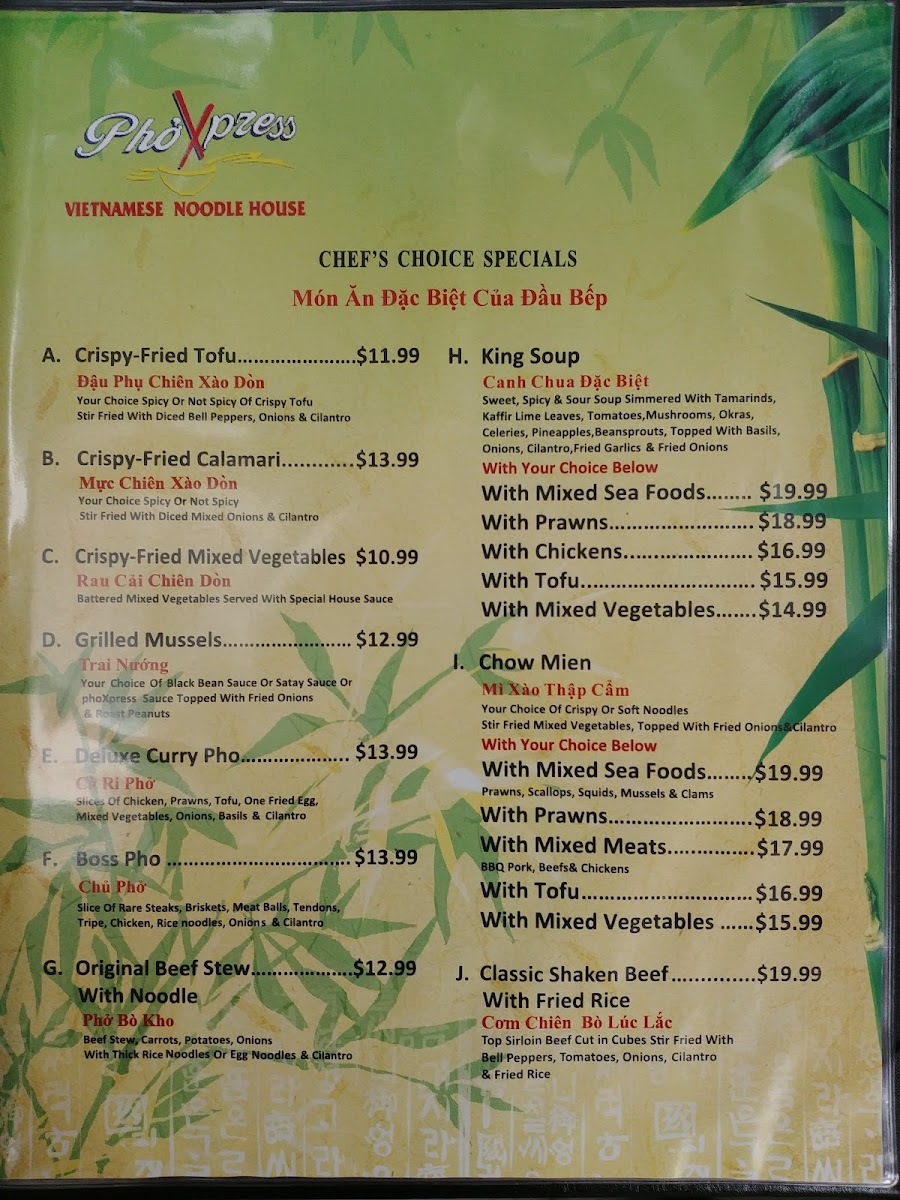 PhởXpress
VIETNAMESE NOODLE HOUSE
CHEF'S CHOICE SPECIALS
Món Ăn Đặc Biệt Của Đầu Bếp
A. Crispy-Fried Tofu.....................$11.99
Đậu Phụ Chiên Xào Dòn
Your Choice Spicy Or Not Spicy Of Crispy Tofu
Stir Fried With Diced Bell Peppers, Onions & Cilantro
B. Crispy-Fried Calamari............$13.99
Mực Chiên Xào Dòn
Your Choice Spicy Or Not Spicy
Stir Fried With Diced Mixed Onions & Cilantro
C. Crispy-Fried Mixed Vegetables $10.99
Rau Cải Chiên Dòn
Battered Mixed Vegetables Served With Special House Sauce
D. Grilled Mussels....................... $12.99
Trai Nướng
Your Choice Of Black Bean Sauce Or Satay Sauce Or
phoXpress Sauce Topped With Fried Onions
& Roast Peanuts
E. Deluxe Curry Pho................... $13.99
Cà Ri Phở
Slices Of Chicken, Prawns, Tofu, One Fried Egg,
Mixed Vegetables, Onions, Basils & Cilantro
F. Boss Pho ................................ $13.99
Chủ Phở
Slice Of Rare Steaks, Briskets, Meat Balls, Tendons,
Tripe, Chicken, Rice noodles, Onions & Cilantro
G. Original Beef Stew..................$12.99
With Noodle
Phở Bò Kho
Beef Stew, Carrots, Potatoes, Onions
With Thick Rice Noodles Or Egg Noodles & Cilantro
H. King Soup
Canh Chua Đặc Biệt
Sweet, Spicy & Sour Soup Simmered With Tamarinds,
Kaffir Lime Leaves, Tomatoes,Mushrooms, Okras,
Celeries, Pineapples,Beansprouts, Topped With Basils,
Onions, Cilantro,Fried Garlics & Fried Onions
With Your Choice Below
With Mixed Sea Foods........ $19.99
With Prawns......................... $18.99
With Chickens...................... $16.99
With Tofu.............................. $15.99
With Mixed Vegetables.......$14.99
I. Chow Mien
Mì Xào Thập Cẩm
Your Choice Of Crispy Or Soft Noodles
Stir Fried Mixed Vegetables, Topped With Fried Onions&Cilantro
With Your Choice Below
With Mixed Sea Foods........$19.99
Prawns, Scallops, Squids, Mussels & Clams
With Prawns.........................$18.99
With Mixed Meats...............$17.99
BBQ Pork, Beefs& Chickens
With Tofu..............................$16.99
With Mixed Vegetables ......$15.99
J. Classic Shaken Beef..............$19.99
With Fried Rice
Cơm Chiên Bò Lúc Lắc
Top Sirloin Beef Cut in Cubes Stir Fried With
Bell Peppers, Tomatoes, Onions, Cilantro
& Fried Rice